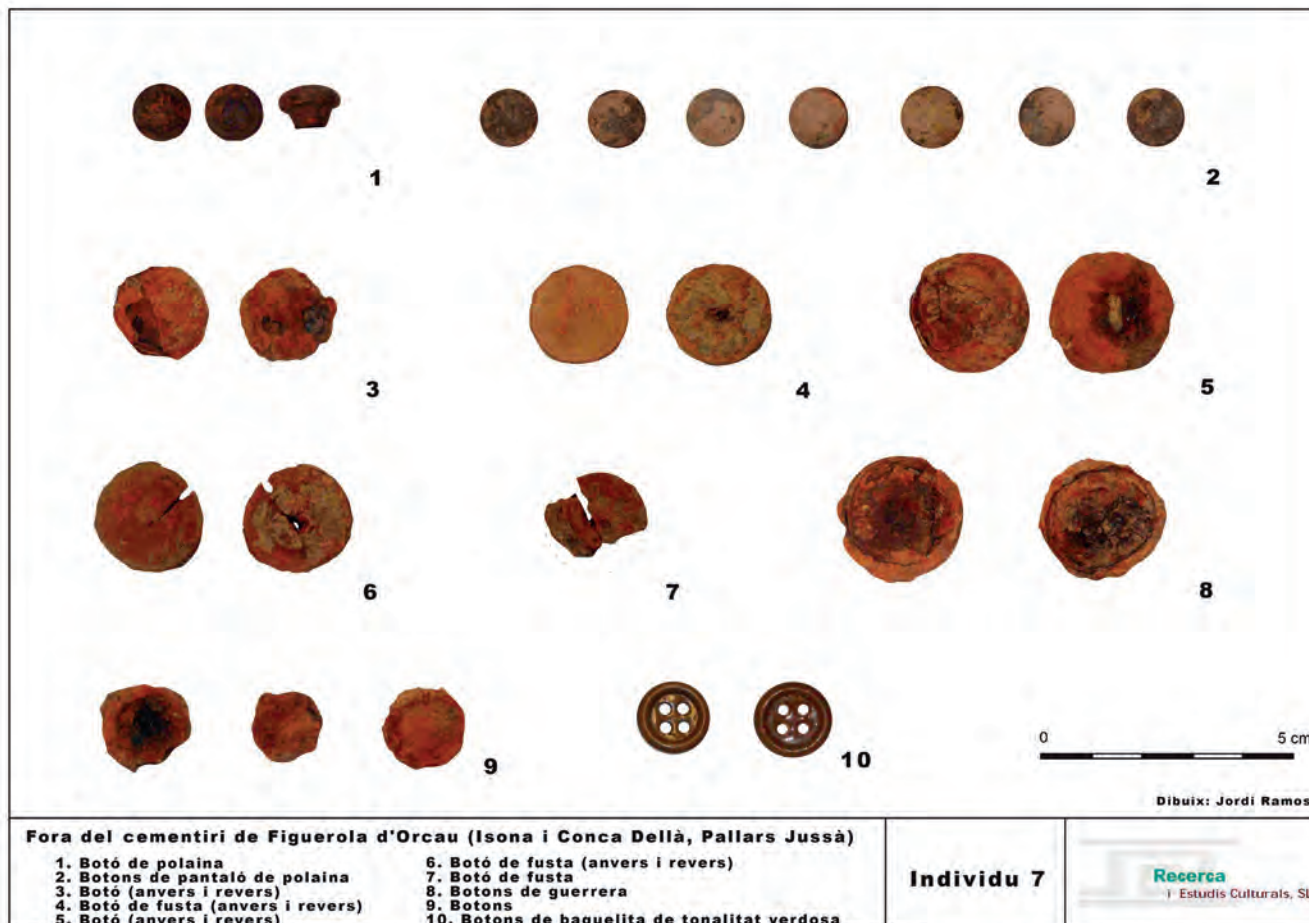 1
2
3
4
5
6
7
8
9
10
0 5 cm
Dibuix: Jordi Ramos
Fora del cementiri de Figuerola d'Orcau (Isona i Conca Dellà, Pallars Jussà)
1. Botó de polaina
2. Botons de pantaló de polaina
3. Botó (anvers i revers)
4. Botó de fusta (anvers i revers)
5. Botó (anvers i revers)
6. Botó de fusta (anvers i revers)
7. Botó de fusta
8. Botons de guerrera
9. Botons
10. Botons de baquelita de tonalitat verdosa
Individu 7
Recerca
i Estudis Culturals, SL